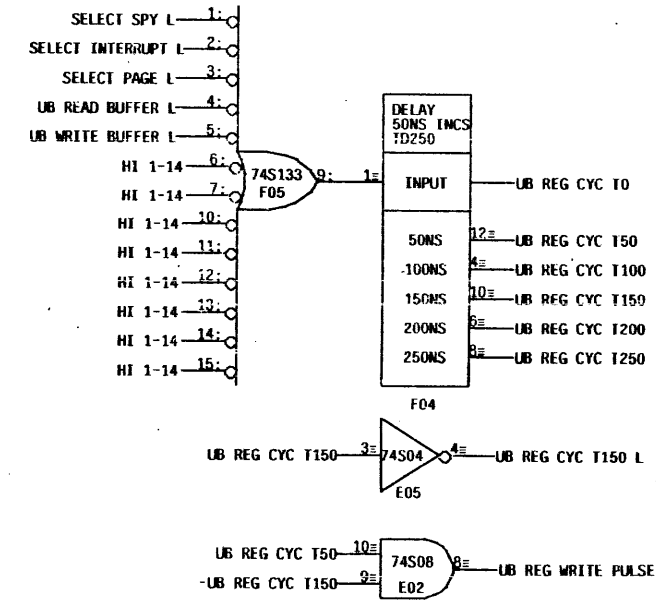 SELECT SPY L 1:
SELECT INTERRUPT L 2:
SELECT PAGE L 3:
UB READ BUFFER L 4:
UB WRITE BUFFER L 5:
HI 1-14 6:
HI 1-14 7:
HI 1-14 10:
HI 1-14 11:
HI 1-14 12:
HI 1-14 13:
HI 1-14 14:
HI 1-14 15:
74S133 9:
F05
DELAY
50NS INCS
TD250
1= INPUT UB REG CYC T0
50NS 12= UB REG CYC T50
100NS 4= UB REG CYC T100
150NS 10= UB REG CYC T150
200NS 6= UB REG CYC T200
250NS 8= UB REG CYC T250
F04
UB REG CYC T150 3= 74S04 4= UB REG CYC T150 L
E05
UB REG CYC T50 10= 74S08 8= UB REG WRITE PULSE
-UB REG CYC T150 9= E02